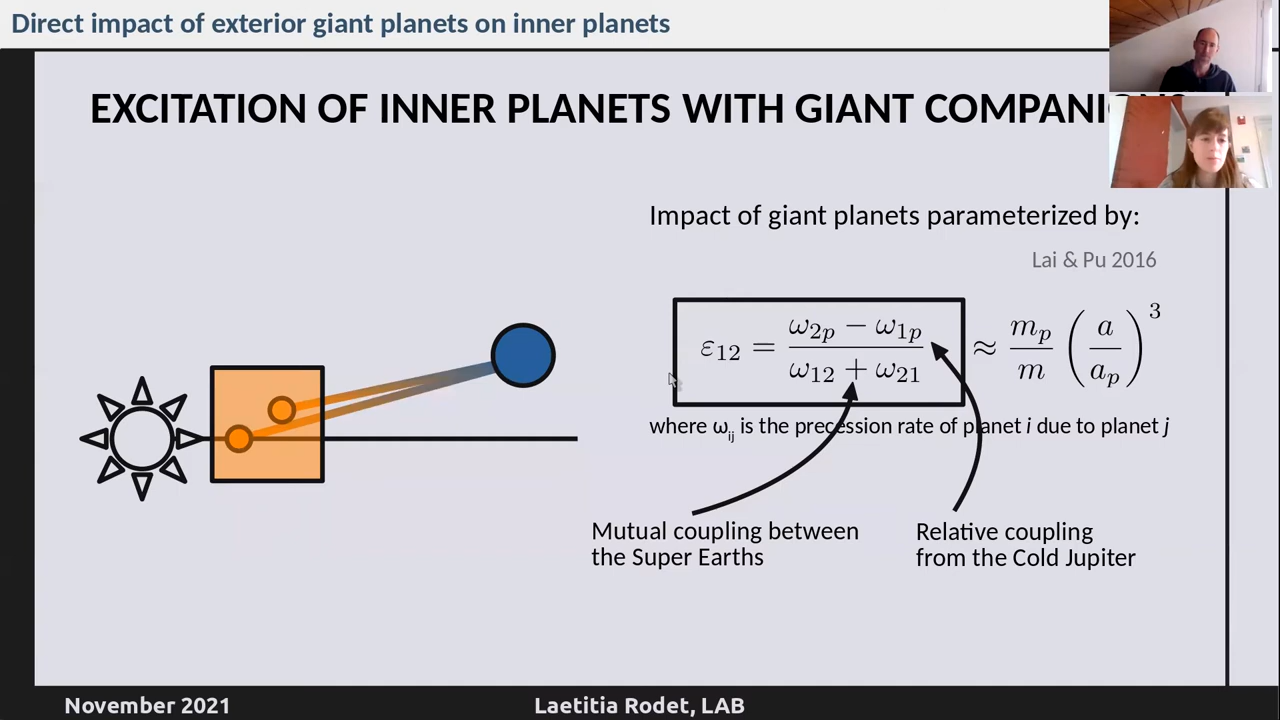 Direct impact of exterior giant planets on inner planets
EXCITATION OF INNER PLANETS WITH GIANT
Impact of giant planets parameterized by:
Lai & Pu 2016
ε₁₂ = (ω₂ₚ − ω₁ₚ) / (ω₁₂ + ω₂₁) ≈ mₚ/m (a/aₚ)³
where ωᵢⱼ is the precession rate of planet i due to planet j
Mutual coupling between
the Super Earths
Relative coupling
from the Cold Jupiter
November 2021
Laetitia Rodet, LAB